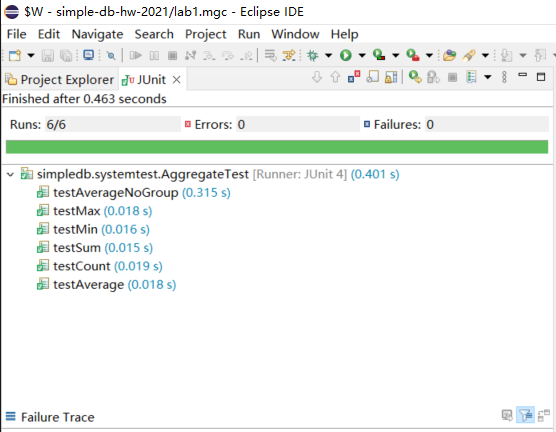 $W - simple-db-hw-2021/lab1.mgc - Eclipse IDE
File Edit Navigate Search Project Run Window Help
Project Explorer JUnit
Finished after 0.463 seconds
Runs: 6/6 Errors: 0 Failures: 0
simpledb.systemtest.AggregateTest [Runner: JUnit 4] (0.401 s)
testAverageNoGroup (0.315 s)
testMax (0.018 s)
testMin (0.016 s)
testSum (0.015 s)
testCount (0.019 s)
testAverage (0.018 s)
Failure Trace